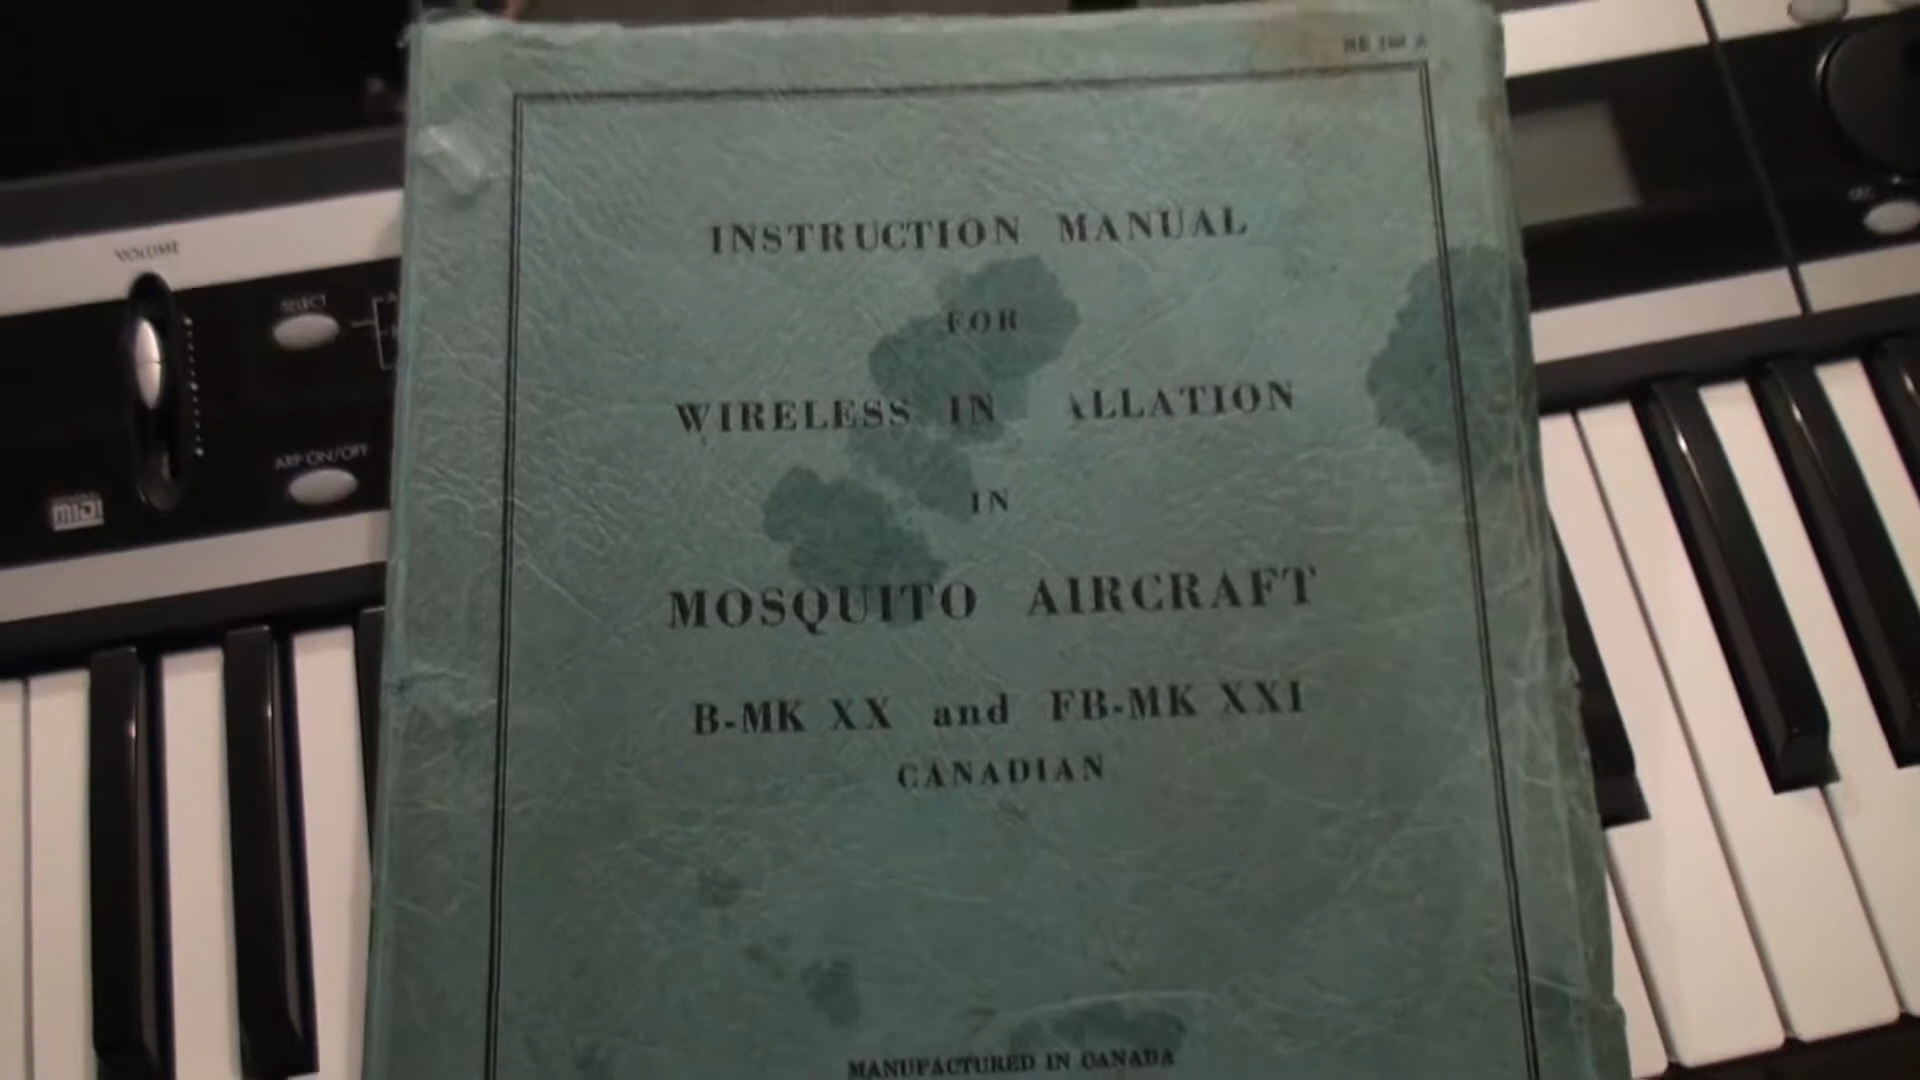 INSTRUCTION MANUAL
FOR
WIRELESS IN ALLATION
IN
MOSQUITO AIRCRAFT
B-MK XX and FB-MK XXI
CANADIAN
MANUFACTURED IN CANADA
VOLUME
SELECT
ARP ON/OFF
MIDI